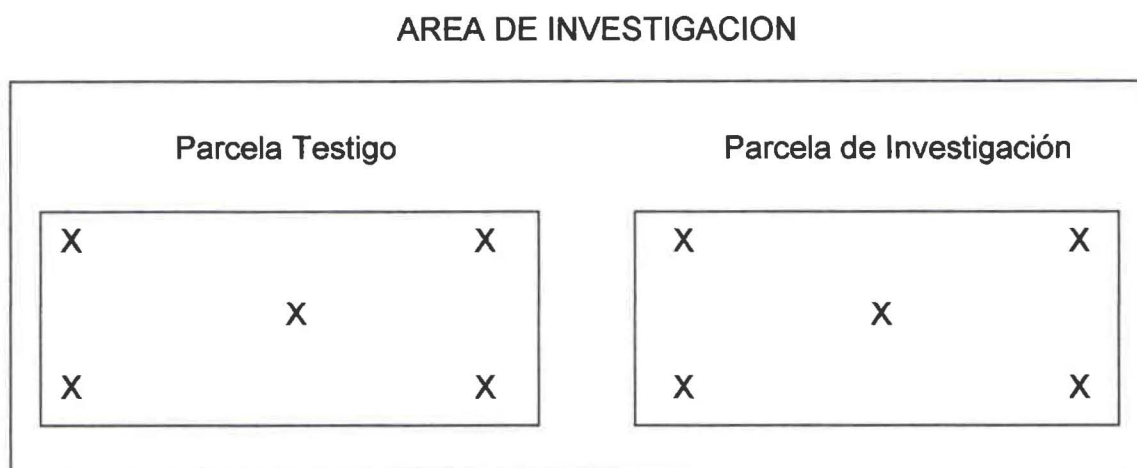 AREA DE INVESTIGACION
Parcela Testigo Parcela de Investigación
X X X X
X X
X X X X